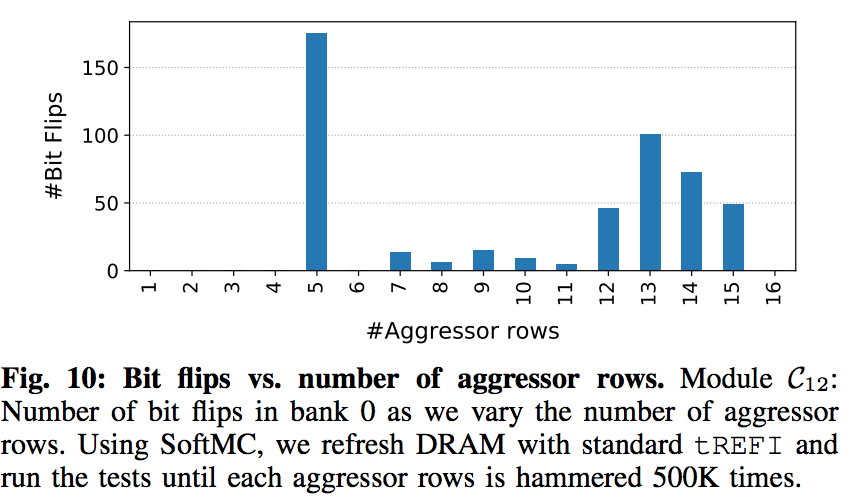 150
100
50
0
#Bit Flips
1 2 3 4 5 6 7 8 9 10 11 12 13 14 15 16
#Aggressor rows
Fig. 10: Bit flips vs. number of aggressor rows. Module C12:
Number of bit flips in bank 0 as we vary the number of aggressor
rows. Using SoftMC, we refresh DRAM with standard tREFI and
run the tests until each aggressor rows is hammered 500K times.